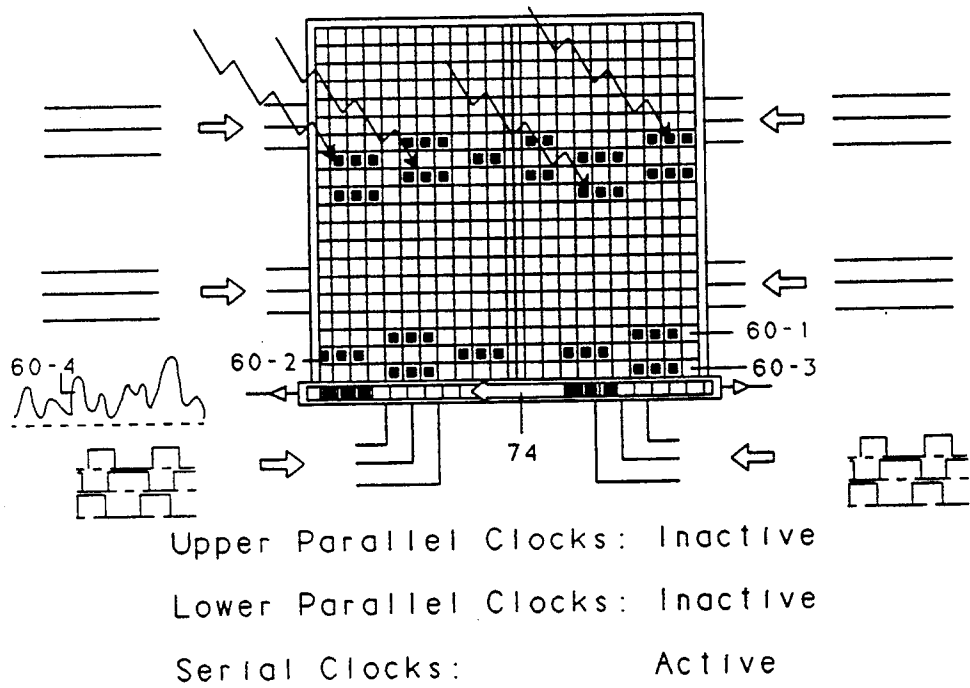 60-1
60-2
60-3
60-4
74
Upper Parallel Clocks: Inactive
Lower Parallel Clocks: Inactive
Serial Clocks: Active